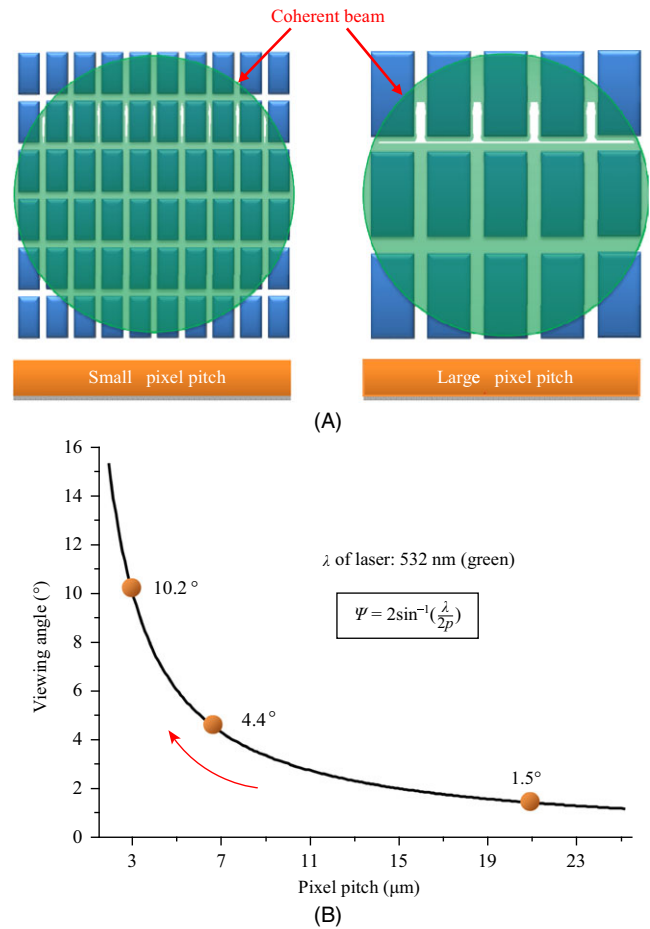 Coherent beam
Small pixel pitch
Large pixel pitch
(A)
16
14
12
10
8
6
4
2
0
Viewing angle (°)
10.2°
4.4°
1.5°
λ of laser: 532 nm (green)
Ψ = 2sin⁻¹(λ/2p)
3 7 11 15 19 23
Pixel pitch (μm)
(B)